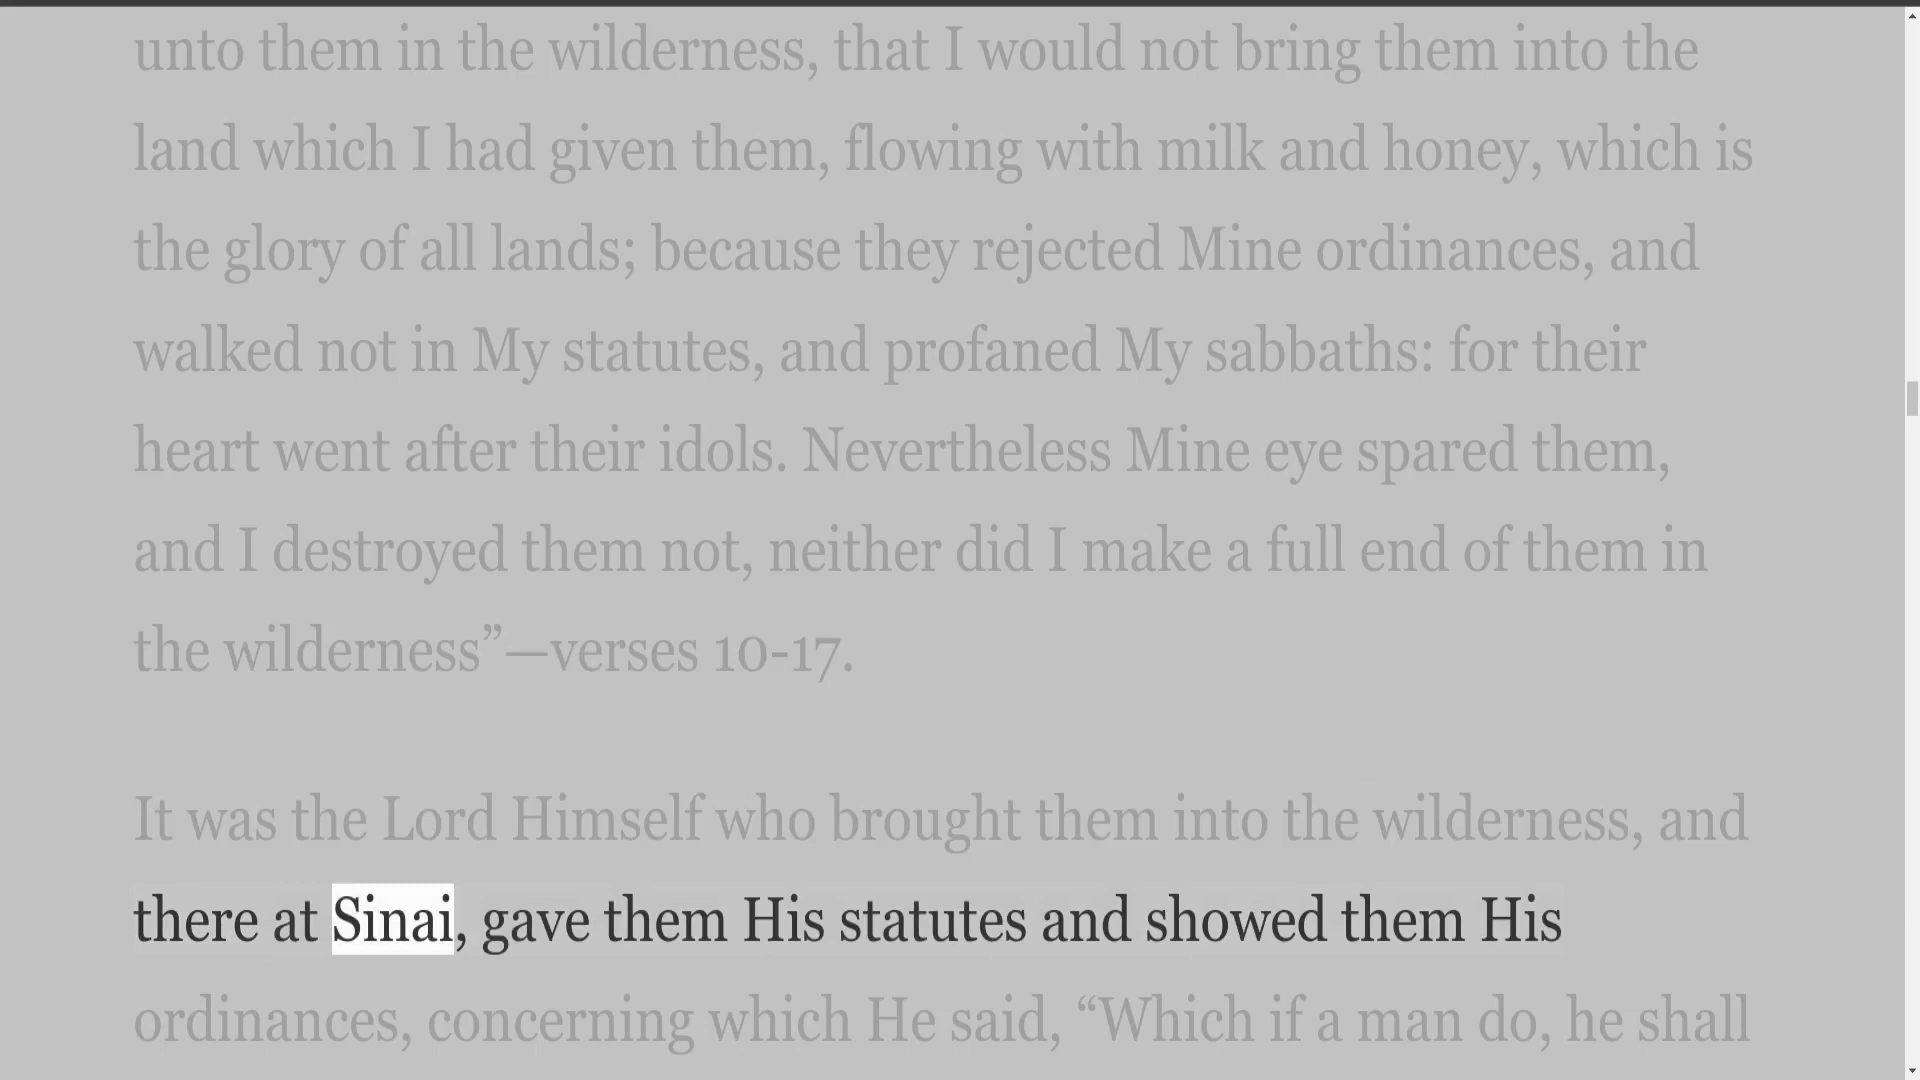 unto them in the wilderness, that I would not bring them into the
land which I had given them, flowing with milk and honey, which is
the glory of all lands; because they rejected Mine ordinances, and
walked not in My statutes, and profaned My sabbaths: for their
heart went after their idols. Nevertheless Mine eye spared them,
and I destroyed them not, neither did I make a full end of them in
the wilderness”—verses 10-17.
It was the Lord Himself who brought them into the wilderness, and
there at Sinai, gave them His statutes and showed them His
ordinances, concerning which He said, “Which if a man do, he shall